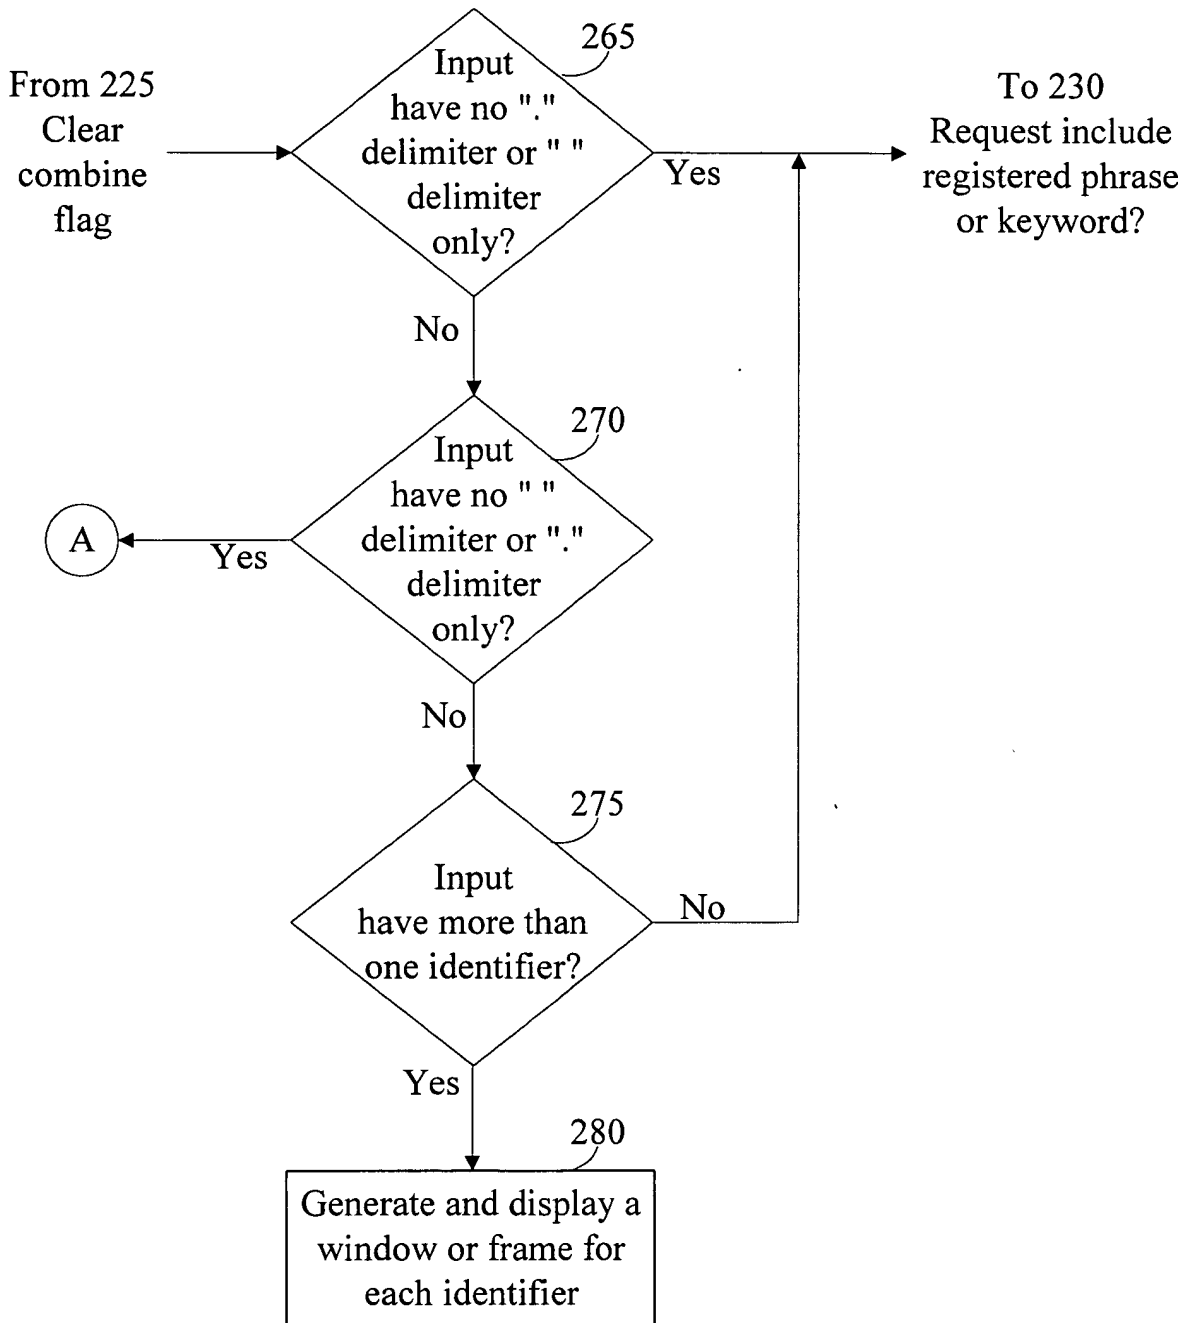 From 225
Clear
combine
flag
265
Input
have no "."
delimiter or " "
delimiter
only?
Yes
To 230
Request include
registered phrase
or keyword?
No
270
Input
have no " "
delimiter or "."
delimiter
only?
A
Yes
No
275
Input
have more than
one identifier?
No
Yes
280
Generate and display a
window or frame for
each identifier